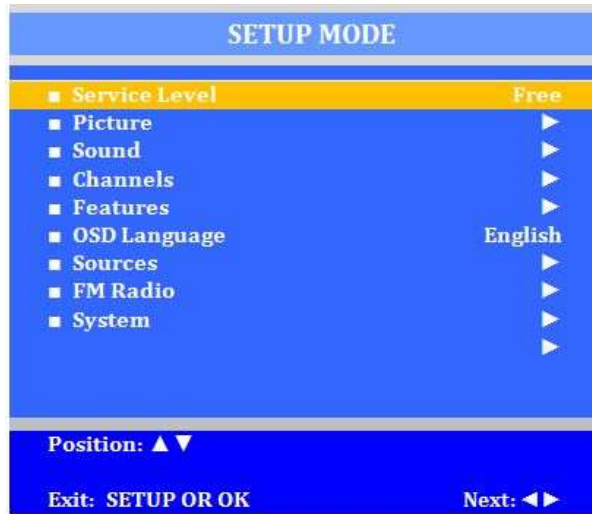 SETUP MODE
■ Service Level Free
■ Picture ►
■ Sound ►
■ Channels ►
■ Features ►
■ OSD Language English
■ Sources ►
■ FM Radio ►
■ System ►
►
Position: ▲▼
Exit: SETUP OR OK Next: ◄►